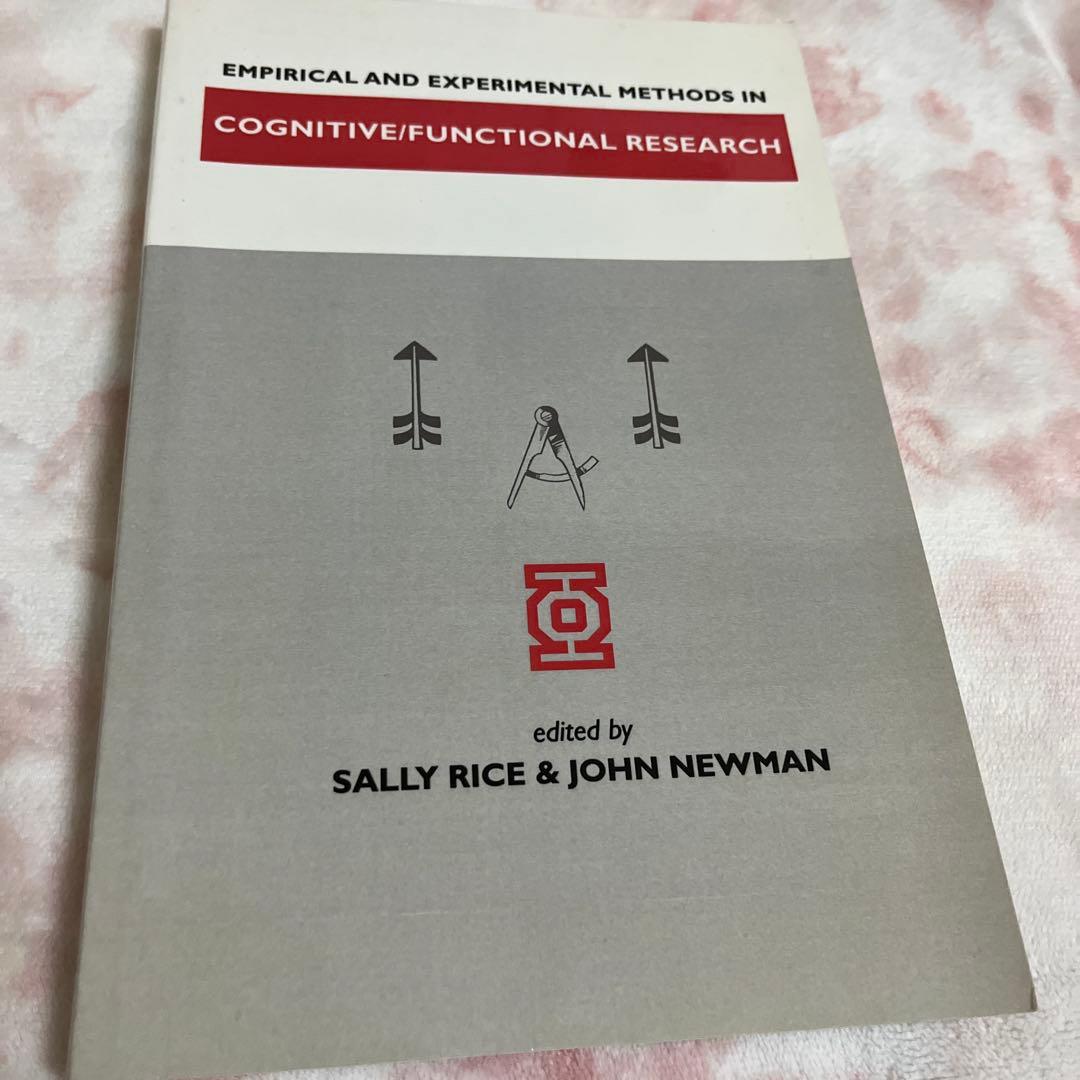 EMPIRICAL AND EXPERIMENTAL METHODS IN
COGNITIVE/FUNCTIONAL RESEARCH
edited by
SALLY RICE & JOHN NEWMAN